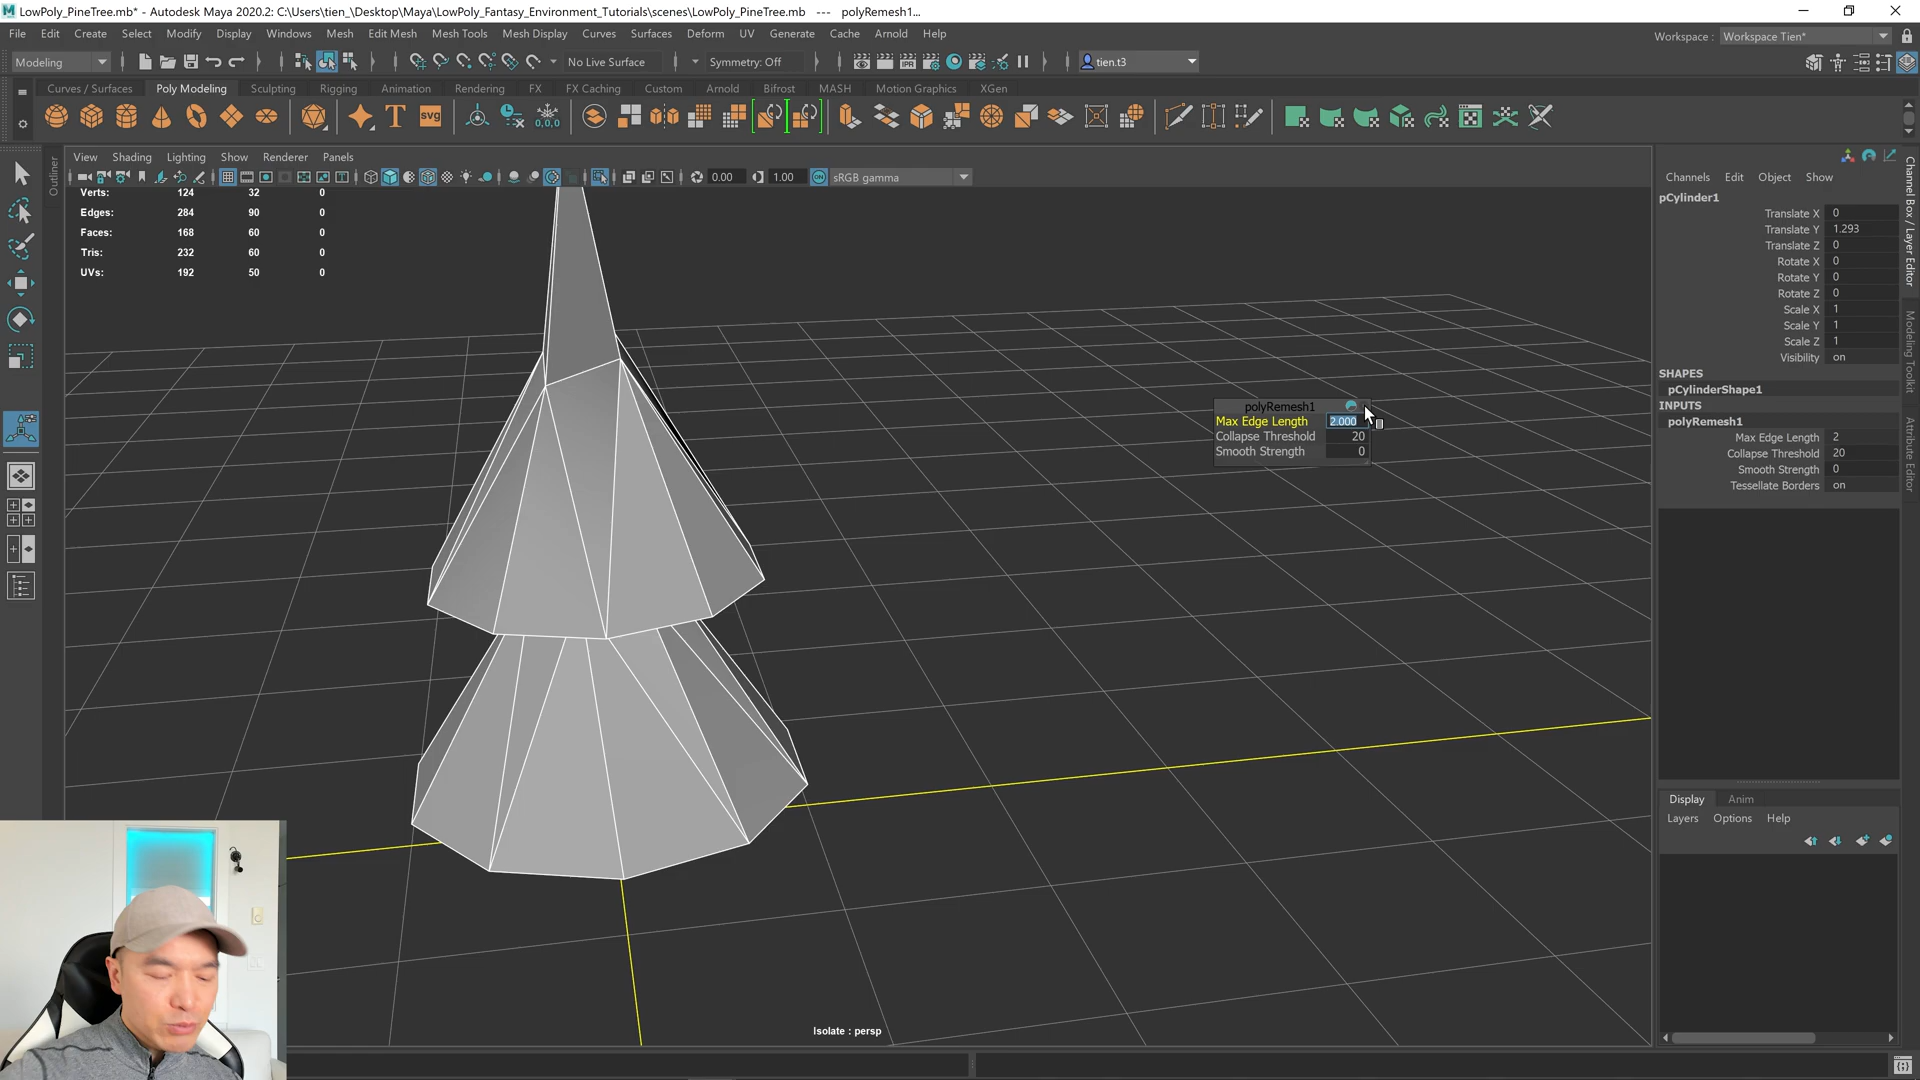 LowPoly_PineTree.mb* - Autodesk Maya 2020.2: C:\Users\tien_\Desktop\Maya\LowPoly_Fantasy_Environment_Tutorials\scenes\LowPoly_PineTree.mb   ---   polyRemesh1...
File Edit Create Select Modify Display Windows Mesh Edit Mesh Mesh Tools Mesh Display Curves Surfaces Deform UV Generate Cache Arnold Help
Workspace : Workspace Tien*
Modeling No Live Surface Symmetry: Off IPR tien.t3
Curves / Surfaces Poly Modeling Sculpting Rigging Animation Rendering FX FX Caching Custom Arnold Bifrost MASH Motion Graphics XGen
T svg 0,0,0
View Shading Lighting Show Renderer Panels
0.00 1.00 ON sRGB gamma
Outliner
Verts: 124 32 0
Edges: 284 90 0
Faces: 168 60 0
Tris: 232 60 0
UVs: 192 50 0
polyRemesh1
Max Edge Length 2.000
Collapse Threshold 20
Smooth Strength 0
Isolate : persp
Channels Edit Object Show
pCylinder1
Translate X 0
Translate Y 1.293
Translate Z 0
Rotate X 0
Rotate Y 0
Rotate Z 0
Scale X 1
Scale Y 1
Scale Z 1
Visibility on
SHAPES
pCylinderShape1
INPUTS
polyRemesh1
Max Edge Length 2
Collapse Threshold 20
Smooth Strength 0
Tessellate Borders on
Display Anim
Layers Options Help
Channel Box / Layer Editor
Modeling Toolkit
Attribute Editor